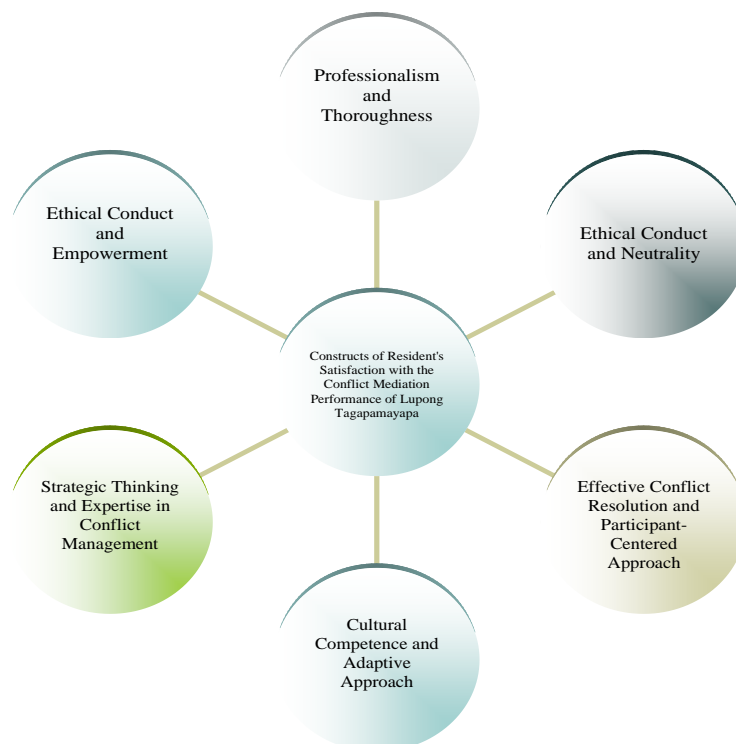 Professionalism
and
Thoroughness
Ethical Conduct
and
Empowerment
Ethical Conduct
and Neutrality
Constructs of Resident's
Satisfaction with the
Conflict Mediation
Performance of Lupong
Tagapamayapa
Strategic Thinking
and Expertise in
Conflict
Management
Effective Conflict
Resolution and
Participant-
Centered
Approach
Cultural
Competence and
Adaptive
Approach